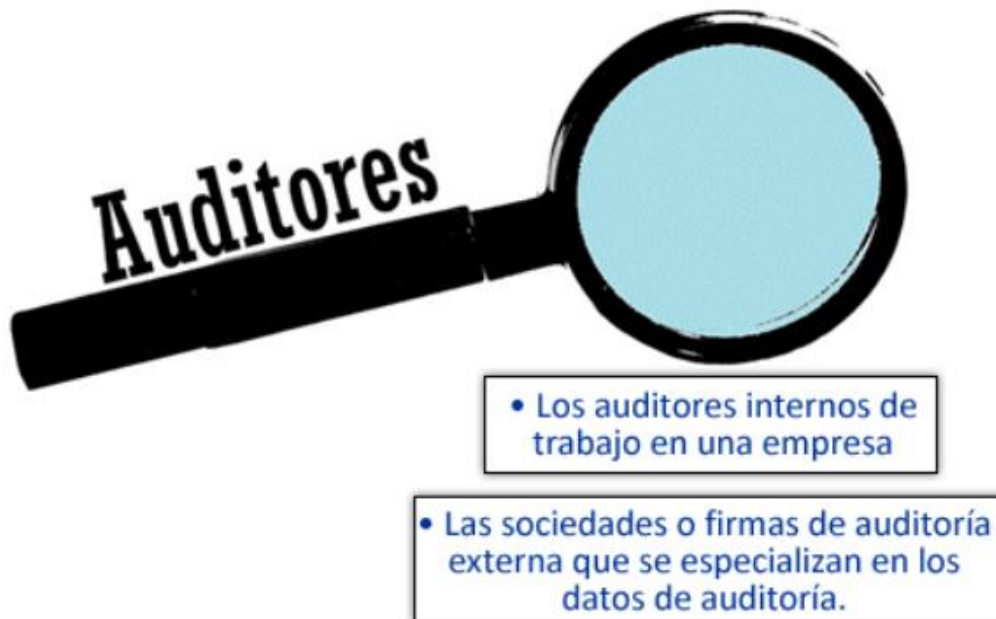 Auditores
• Los auditores internos de
trabajo en una empresa
• Las sociedades o firmas de auditoría
externa que se especializan en los
datos de auditoría.